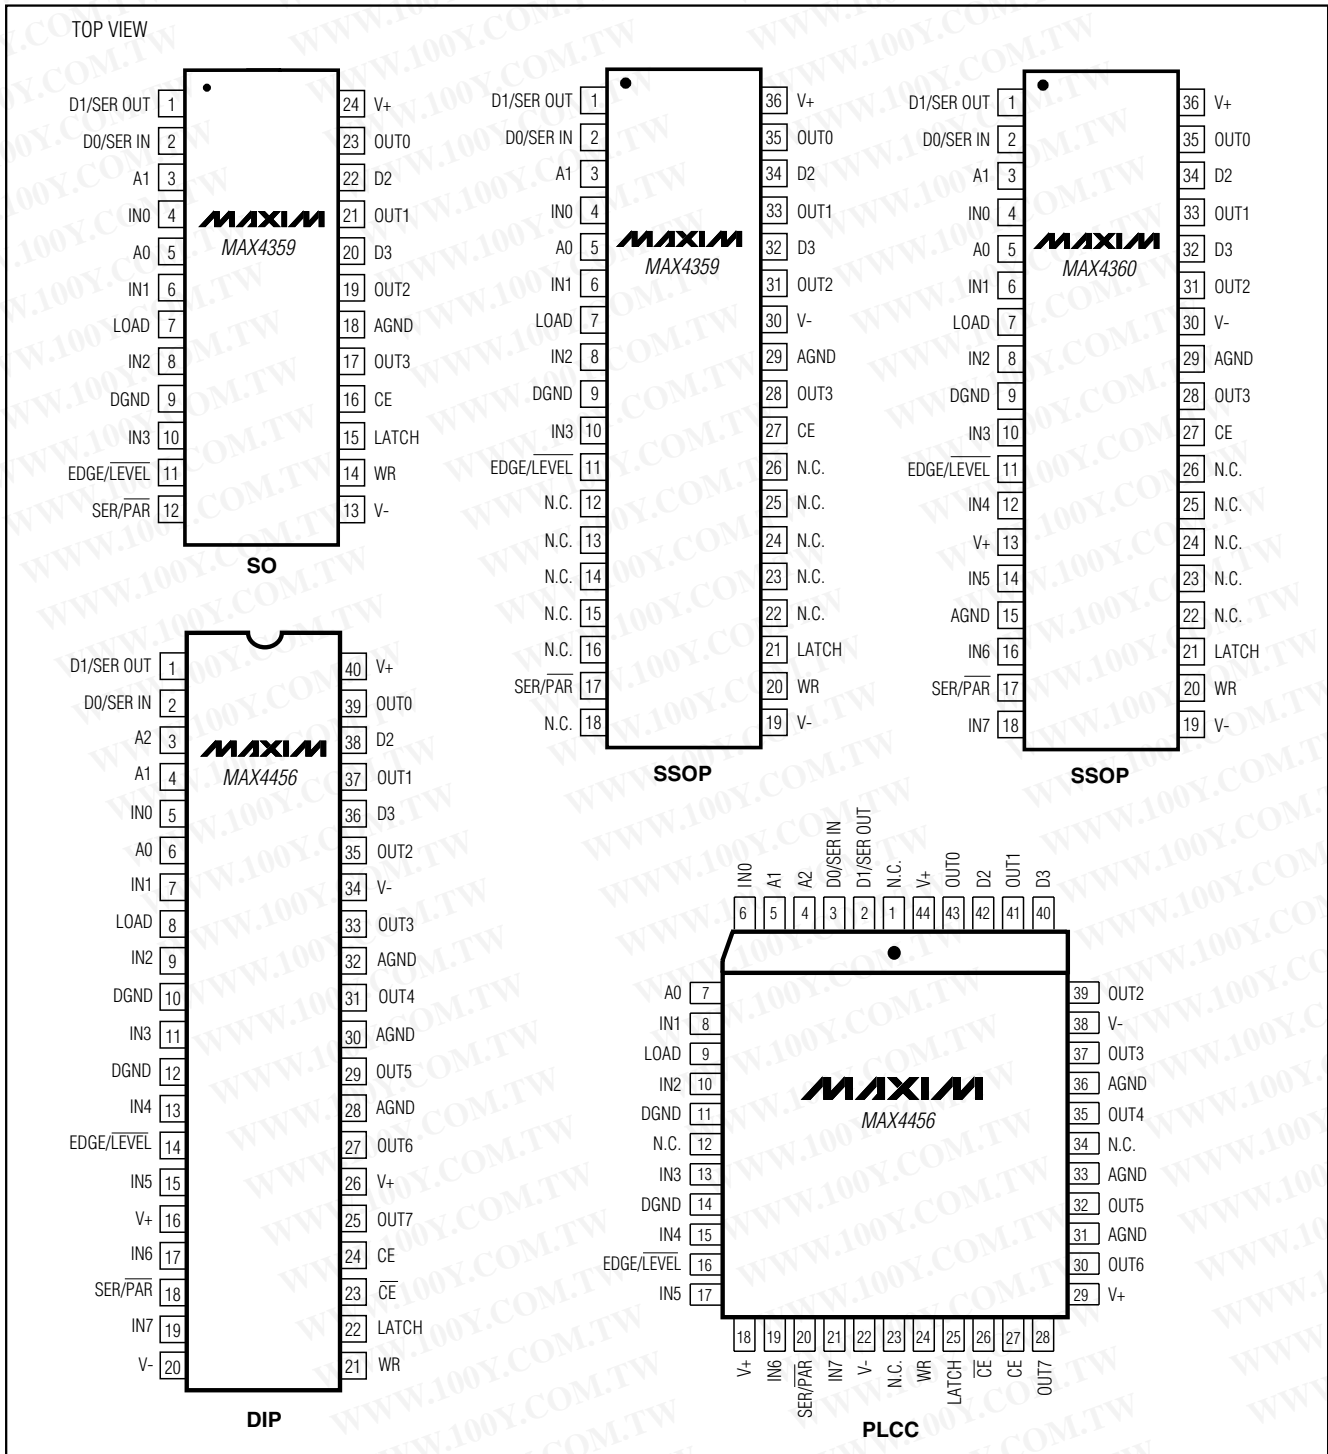 TOP VIEW
D1/SER OUT 1
D0/SER IN 2
A1 3
IN0 4
A0 5
IN1 6
LOAD 7
IN2 8
DGND 9
IN3 10
EDGE/LEVEL 11
SER/PAR 12
24 V+
23 OUT0
22 D2
21 OUT1
20 D3
19 OUT2
18 AGND
17 OUT3
16 CE
15 LATCH
14 WR
13 V-
MAXIM
MAX4359
SO
D1/SER OUT 1
D0/SER IN 2
A1 3
IN0 4
A0 5
IN1 6
LOAD 7
IN2 8
DGND 9
IN3 10
EDGE/LEVEL 11
N.C. 12
N.C. 13
N.C. 14
N.C. 15
N.C. 16
SER/PAR 17
N.C. 18
36 V+
35 OUT0
34 D2
33 OUT1
32 D3
31 OUT2
30 V-
29 AGND
28 OUT3
27 CE
26 N.C.
25 N.C.
24 N.C.
23 N.C.
22 N.C.
21 LATCH
20 WR
19 V-
MAXIM
MAX4359
SSOP
D1/SER OUT 1
D0/SER IN 2
A1 3
IN0 4
A0 5
IN1 6
LOAD 7
IN2 8
DGND 9
IN3 10
EDGE/LEVEL 11
IN4 12
V+ 13
IN5 14
AGND 15
IN6 16
SER/PAR 17
IN7 18
36 V+
35 OUT0
34 D2
33 OUT1
32 D3
31 OUT2
30 V-
29 AGND
28 OUT3
27 CE
26 N.C.
25 N.C.
24 N.C.
23 N.C.
22 N.C.
21 LATCH
20 WR
19 V-
MAXIM
MAX4360
SSOP
D1/SER OUT 1
D0/SER IN 2
A2 3
A1 4
IN0 5
A0 6
IN1 7
LOAD 8
IN2 9
DGND 10
IN3 11
DGND 12
IN4 13
EDGE/LEVEL 14
IN5 15
V+ 16
IN6 17
SER/PAR 18
IN7 19
V- 20
40 V+
39 OUT0
38 D2
37 OUT1
36 D3
35 OUT2
34 V-
33 OUT3
32 AGND
31 OUT4
30 AGND
29 OUT5
28 AGND
27 OUT6
26 V+
25 OUT7
24 CE
23 CE
22 LATCH
21 WR
MAXIM
MAX4456
DIP
IN0 A1 A2 D0/SER IN D1/SER OUT N.C. V+ OUT0 D2 OUT1 D3
6 5 4 3 2 1 44 43 42 41 40
A0 7
IN1 8
LOAD 9
IN2 10
DGND 11
N.C. 12
IN3 13
DGND 14
IN4 15
EDGE/LEVEL 16
IN5 17
39 OUT2
38 V-
37 OUT3
36 AGND
35 OUT4
34 N.C.
33 AGND
32 OUT5
31 AGND
30 OUT6
29 V+
MAXIM
MAX4456
18 19 20 21 22 23 24 25 26 27 28
V+ IN6 SER/PAR IN7 V- N.C. WR LATCH CE CE OUT7
PLCC
WWW.100Y.COM.TW